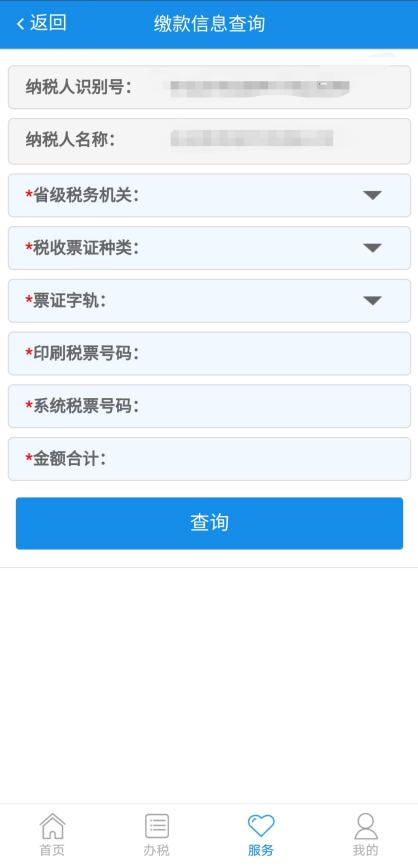 返回
缴款信息查询
纳税人识别号：
纳税人名称：
*省级税务机关：
*税收票证种类：
*票证字轨：
*印刷税票号码：
*系统税票号码：
*金额合计：
查询
首页
办税
服务
我的